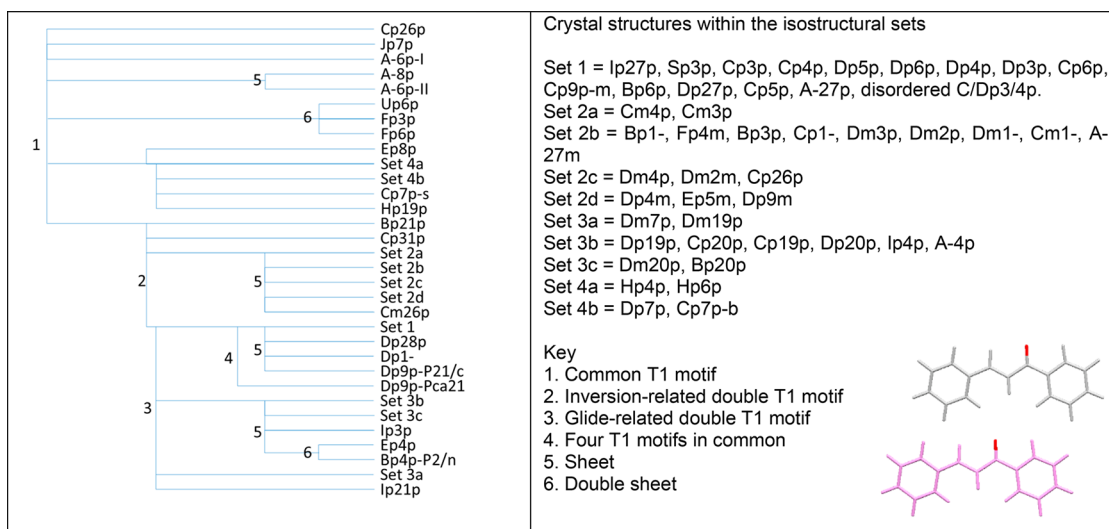 Cp26p
Jp7p
A-6p-I
A-8p
A-6p-II
Up6p
Fp3p
Fp6p
Ep8p
Set 4a
Set 4b
Cp7p-s
Hp19p
Bp21p
Cp31p
Set 2a
Set 2b
Set 2c
Set 2d
Cm26p
Set 1
Dp28p
Dp1-
Dp9p-P21/c
Dp9p-Pca21
Set 3b
Set 3c
Ip3p
Ep4p
Bp4p-P2/n
Set 3a
Ip21p
5
6
1
2
5
4
5
3
5
6
Crystal structures within the isostructural sets
Set 1 = Ip27p, Sp3p, Cp3p, Cp4p, Dp5p, Dp6p, Dp4p, Dp3p, Cp6p,
Cp9p-m, Bp6p, Dp27p, Cp5p, A-27p, disordered C/Dp3/4p.
Set 2a = Cm4p, Cm3p
Set 2b = Bp1-, Fp4m, Bp3p, Cp1-, Dm3p, Dm2p, Dm1-, Cm1-, A-
27m
Set 2c = Dm4p, Dm2m, Cp26p
Set 2d = Dp4m, Ep5m, Dp9m
Set 3a = Dm7p, Dm19p
Set 3b = Dp19p, Cp20p, Cp19p, Dp20p, Ip4p, A-4p
Set 3c = Dm20p, Bp20p
Set 4a = Hp4p, Hp6p
Set 4b = Dp7p, Cp7p-b
Key
1. Common T1 motif
2. Inversion-related double T1 motif
3. Glide-related double T1 motif
4. Four T1 motifs in common
5. Sheet
6. Double sheet